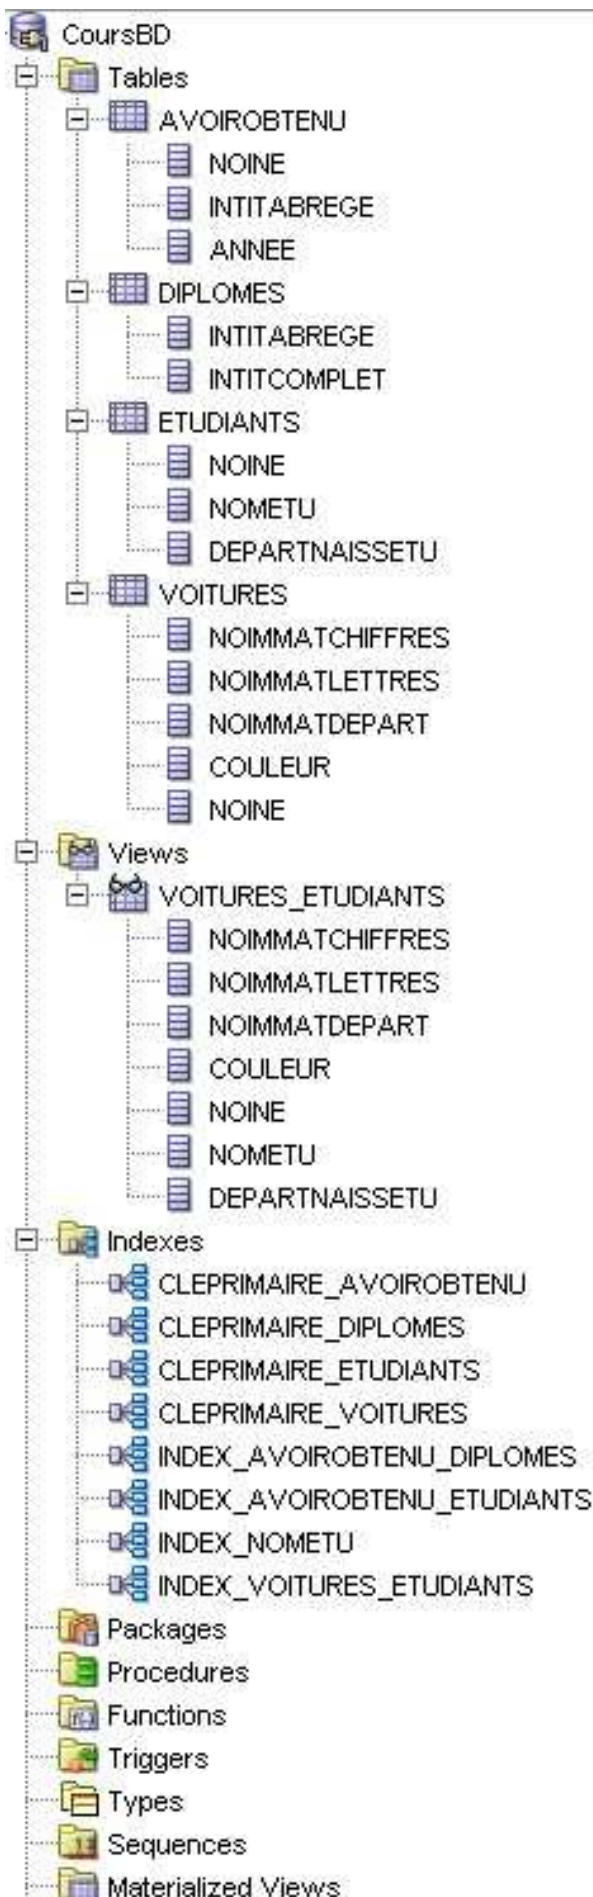 CoursBD
Tables
AVOIROBTENU
NOINE
INTITABREGE
ANNEE
DIPLOMES
INTITABREGE
INTITCOMPLET
ETUDIANTS
NOINE
NOMETU
DEPARTNAISSETU
VOITURES
NOIMMATCHIFFRES
NOIMMATLETTRES
NOIMMATDEPART
COULEUR
NOINE
Views
VOITURES_ETUDIANTS
NOIMMATCHIFFRES
NOIMMATLETTRES
NOIMMATDEPART
COULEUR
NOINE
NOMETU
DEPARTNAISSETU
Indexes
CLEPRIMAIRE_AVOIROBTENU
CLEPRIMAIRE_DIPLOMES
CLEPRIMAIRE_ETUDIANTS
CLEPRIMAIRE_VOITURES
INDEX_AVOIROBTENU_DIPLOMES
INDEX_AVOIROBTENU_ETUDIANTS
INDEX_NOMETU
INDEX_VOITURES_ETUDIANTS
Packages
Procedures
Functions
Triggers
Types
Sequences
Materialized Views